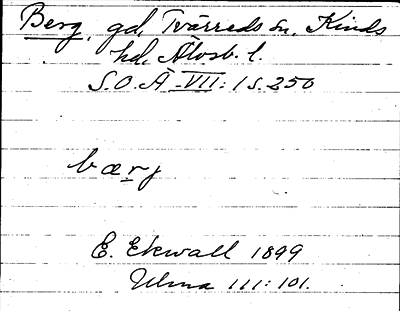 Berg, gd, Tvärreds sn, Kinds
hd, Älvsb. l.
S.O.Ä-VII:1 s.250
bærj
E. Ekwall 1899
Ulma 111:101.